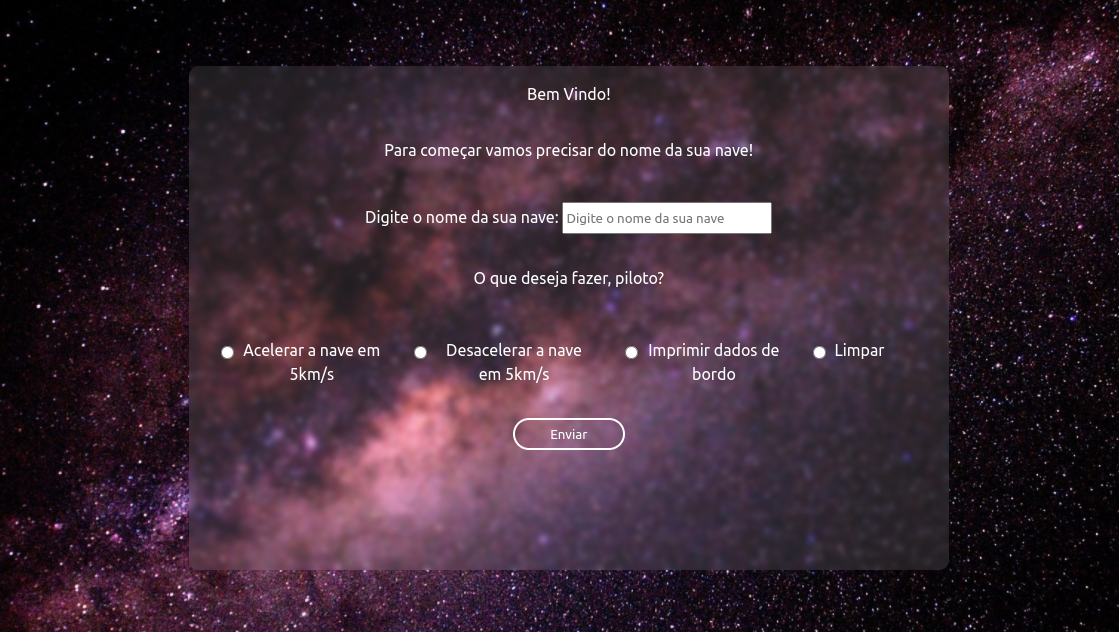 Bem Vindo!
Para começar vamos precisar do nome da sua nave!
Digite o nome da sua nave: Digite o nome da sua nave
O que deseja fazer, piloto?
Acelerar a nave em
5km/s
Desacelerar a nave
em 5km/s
Imprimir dados de
bordo
Limpar
Enviar